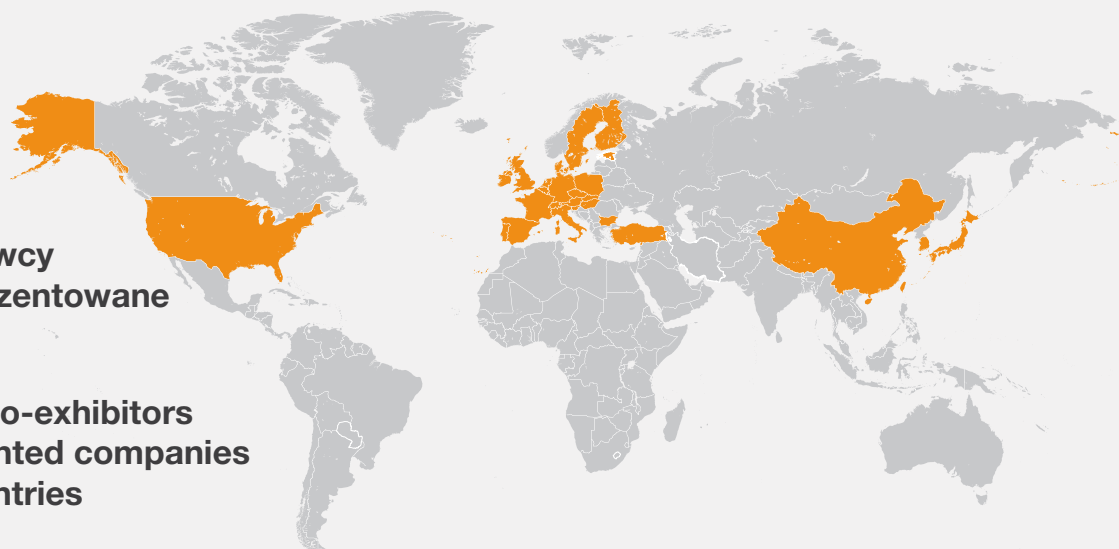 wcy
zentowane
o-exhibitors
nted companies
ntries